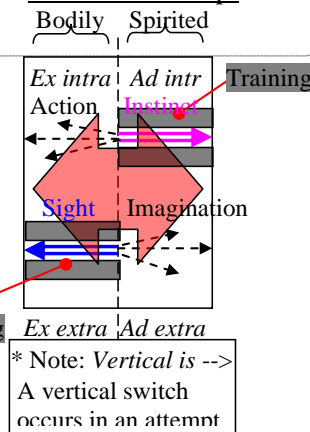 Bodily Spirited
Ex intra Ad intr
Training
Action Instinct
Sight Imagination
Ex extra Ad extra
* Note: Vertical is -->
A vertical switch
occurs in an attempt